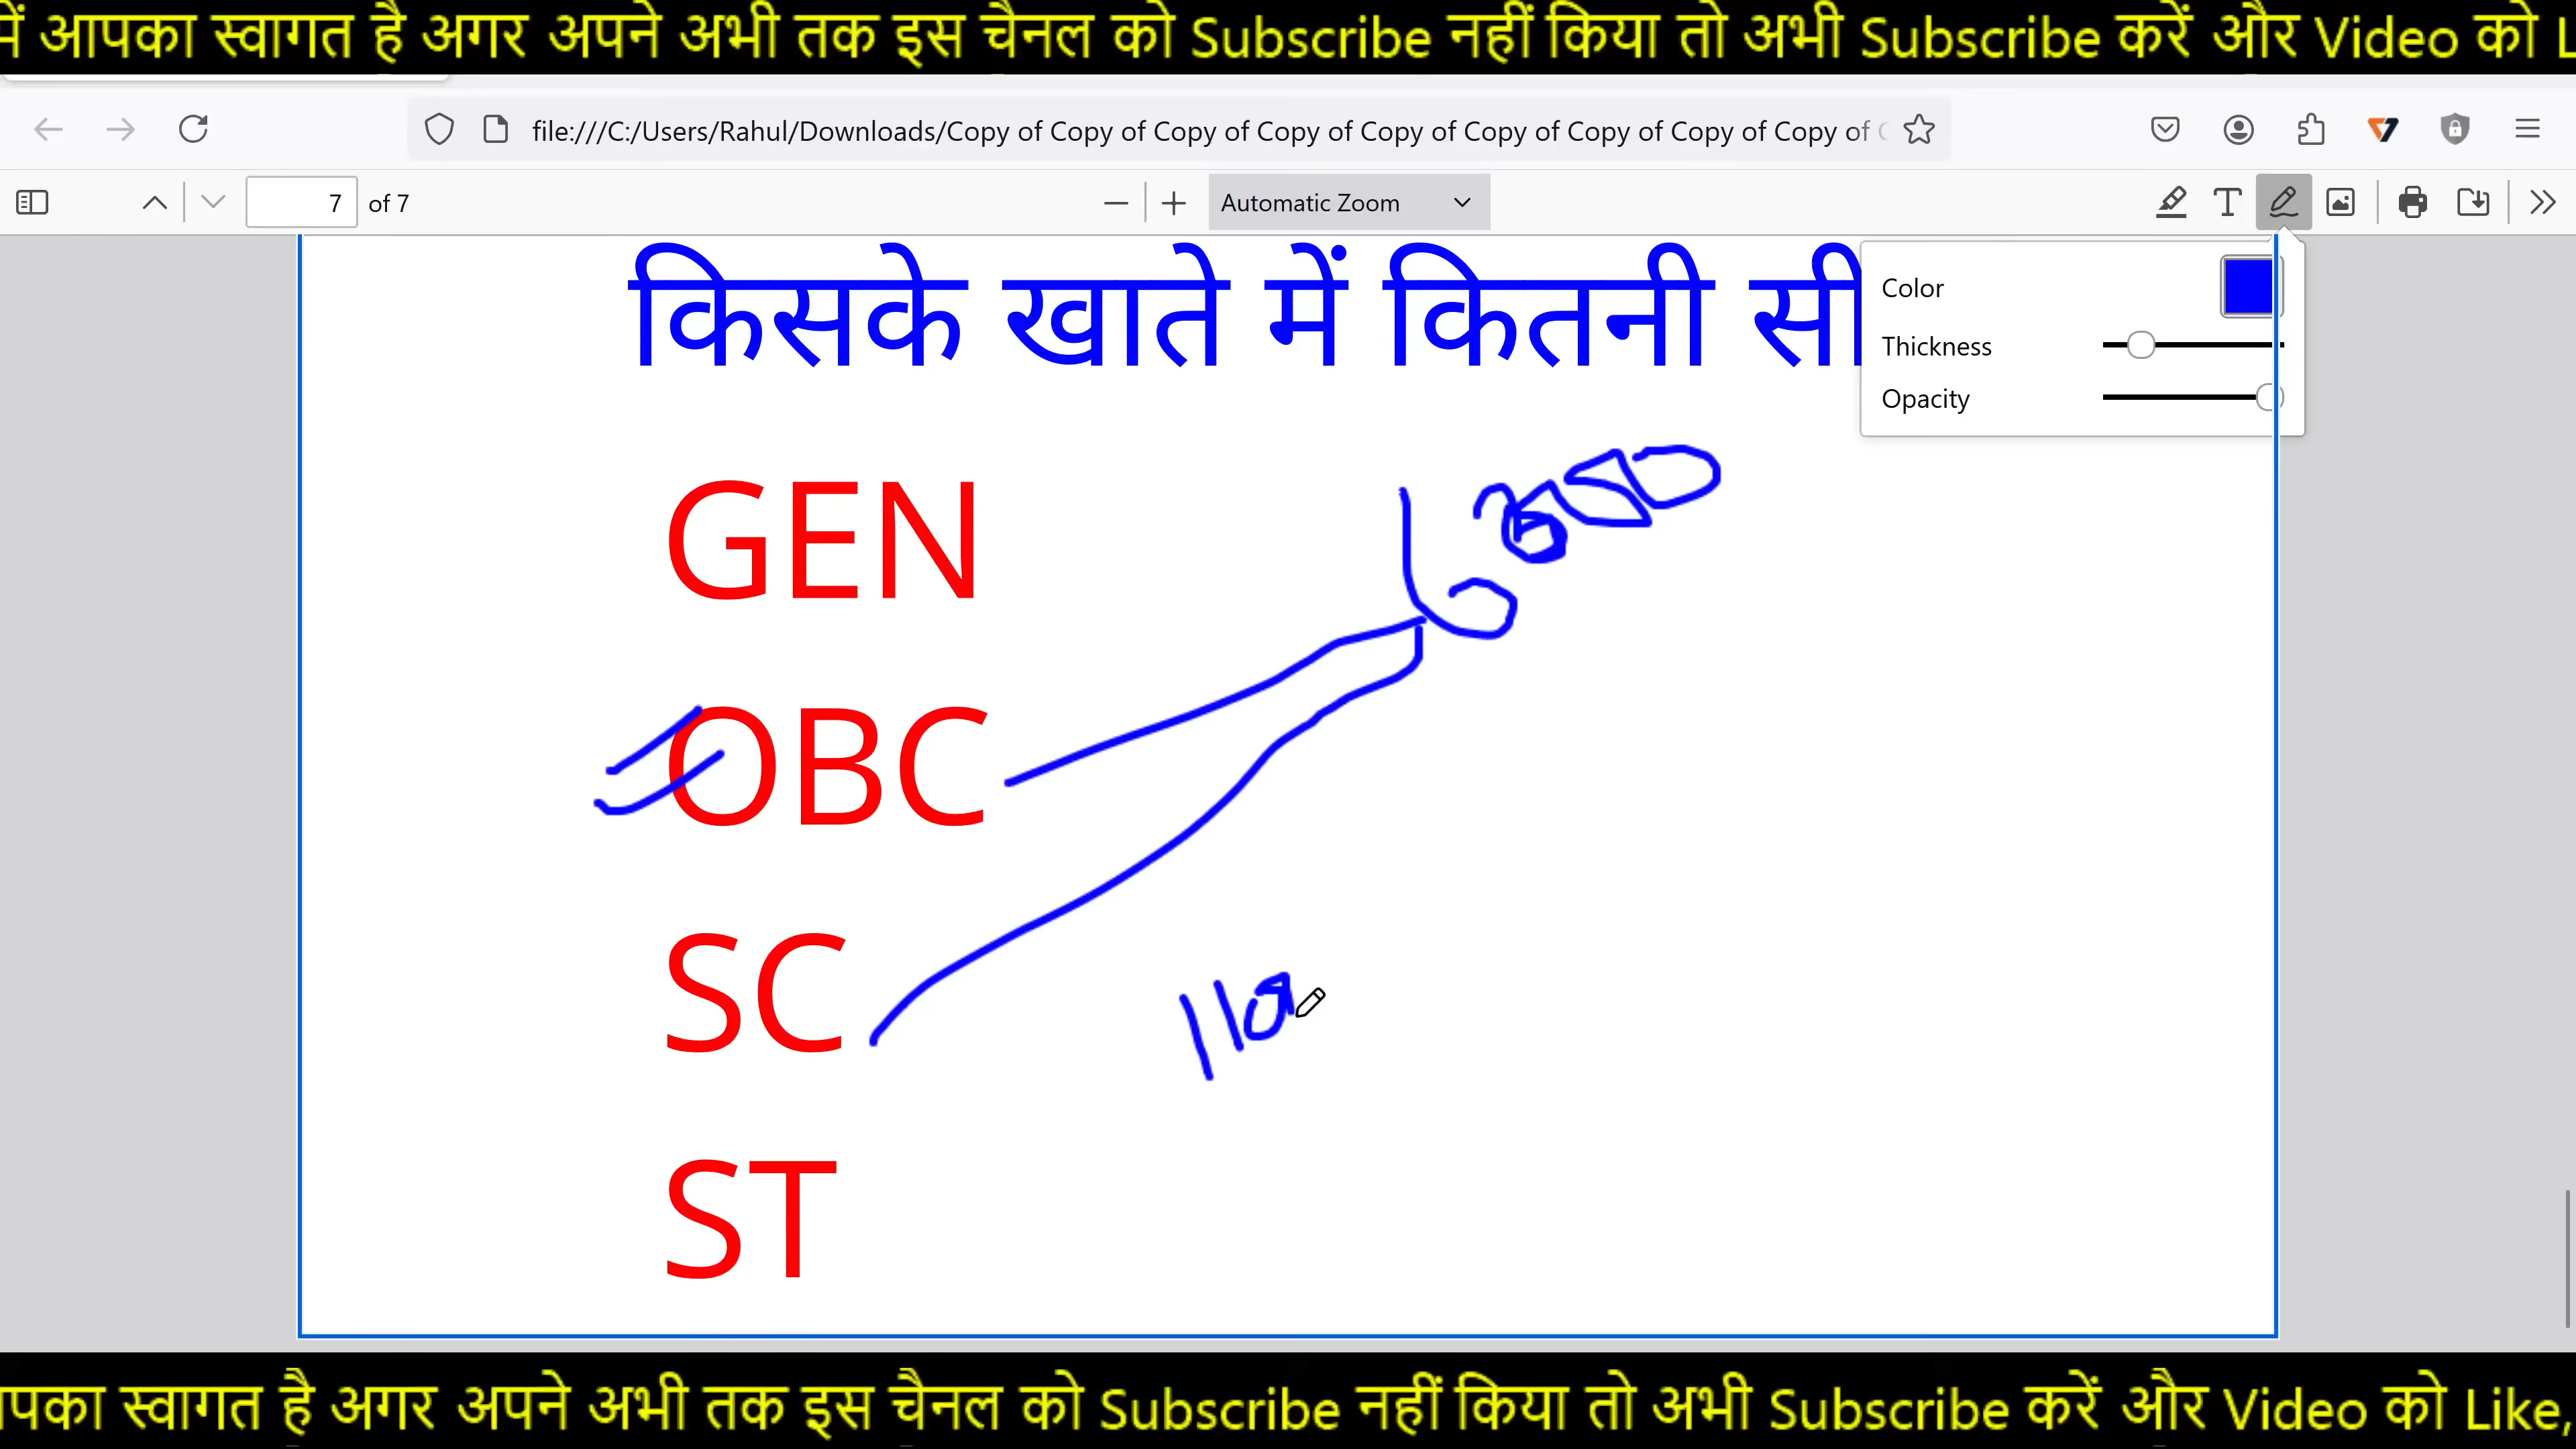 में आपका स्वागत है अगर अपने अभी तक इस चैनल को Subscribe नहीं किया तो अभी Subscribe करें और Video को L
file:///C:/Users/Rahul/Downloads/Copy of Copy of Copy of Copy of Copy of Copy of Copy of Copy of Copy of
7 of 7
Automatic Zoom
किसके खाते में कितनी सी
Color
Thickness
Opacity
GEN
OBC
SC
ST
आपका स्वागत है अगर अपने अभी तक इस चैनल को Subscribe नहीं किया तो अभी Subscribe करें और Video को Like,